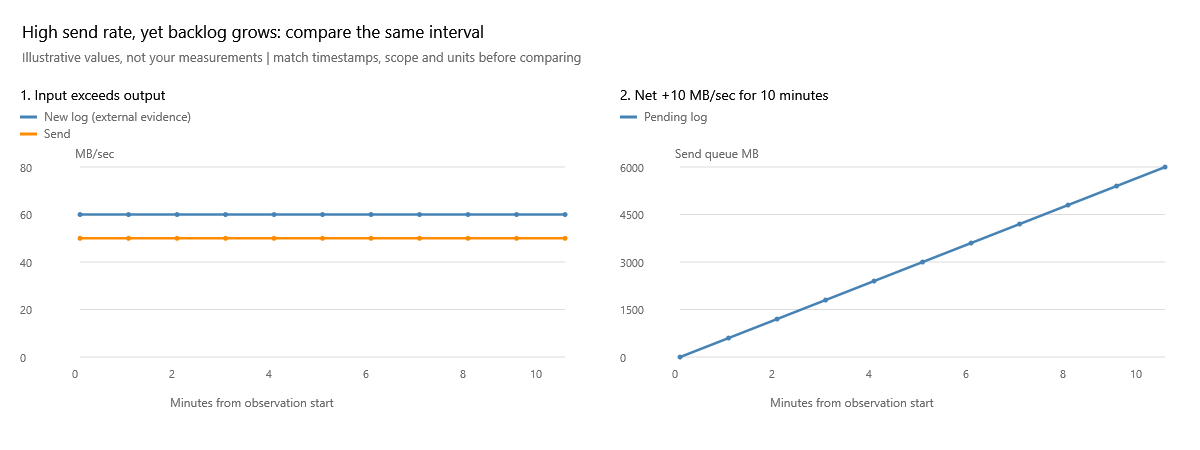 High send rate, yet backlog grows: compare the same interval
Illustrative values, not your measurements | match timestamps, scope and units before comparing
1. Input exceeds output
New log (external evidence)
Send
MB/sec
80
60
40
20
0
0 2 4 6 8 10
Minutes from observation start
2. Net +10 MB/sec for 10 minutes
Pending log
Send queue MB
6000
4500
3000
1500
0
0 2 4 6 8 10
Minutes from observation start